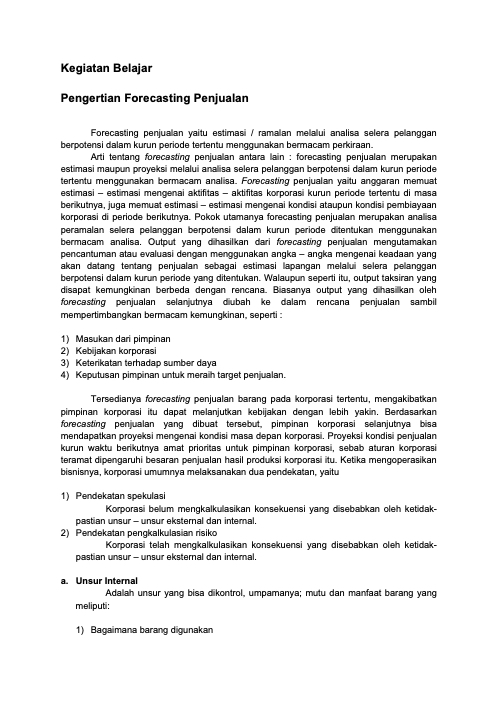 Kegiatan Belajar
Pengertian Forecasting Penjualan
Forecasting penjualan yaitu estimasi / ramalan melalui analisa selera pelanggan
berpotensi dalam kurun periode tertentu menggunakan bermacam perkiraan.
Arti tentang forecasting penjualan antara lain : forecasting penjualan merupakan
estimasi maupun proyeksi melalui analisa selera pelanggan berpotensi dalam kurun periode
tertentu menggunakan bermacam analisa. Forecasting penjualan yaitu anggaran memuat
estimasi – estimasi mengenai aktifitas – aktifitas korporasi kurun periode tertentu di masa
berikutnya, juga memuat estimasi – estimasi mengenai kondisi ataupun kondisi pembiayaan
korporasi di periode berikutnya. Pokok utamanya forecasting penjualan merupakan analisa
peramalan selera pelanggan berpotensi dalam kurun periode ditentukan menggunakan
bermacam analisa. Output yang dihasilkan dari forecasting penjualan mengutamakan
pencantuman atau evaluasi dengan menggunakan angka – angka mengenai keadaan yang
akan datang tentang penjualan sebagai estimasi lapangan melalui selera pelanggan
berpotensi dalam kurun periode yang ditentukan. Walaupun seperti itu, output taksiran yang
disapat kemungkinan berbeda dengan rencana. Biasanya output yang dihasilkan oleh
forecasting penjualan selanjutnya diubah ke dalam rencana penjualan sambil
mempertimbangkan bermacam kemungkinan, seperti :
1) Masukan dari pimpinan
2) Kebijakan korporasi
3) Keterikatan terhadap sumber daya
4) Keputusan pimpinan untuk meraih target penjualan.
Tersedianya forecasting penjualan barang pada korporasi tertentu, mengakibatkan
pimpinan korporasi itu dapat melanjutkan kebijakan dengan lebih yakin. Berdasarkan
forecasting penjualan yang dibuat tersebut, pimpinan korporasi selanjutnya bisa
mendapatkan proyeksi mengenai kondisi masa depan korporasi. Proyeksi kondisi penjualan
kurun waktu berikutnya amat prioritas untuk pimpinan korporasi, sebab aturan korporasi
teramat dipengaruhi besaran penjualan hasil produksi korporasi itu. Ketika mengoperasikan
bisnisnya, korporasi umumnya melaksanakan dua pendekatan, yaitu
1) Pendekatan spekulasi
Korporasi belum mengkalkulasikan konsekuensi yang disebabkan oleh ketidak-
pastian unsur – unsur eksternal dan internal.
2) Pendekatan pengkalkulasian risiko
Korporasi telah mengkalkulasikan konsekuensi yang disebabkan oleh ketidak-
pastian unsur – unsur eksternal dan internal.
a. Unsur Internal
Adalah unsur yang bisa dikontrol, umpamanya; mutu dan manfaat barang yang
meliputi:
1) Bagaimana barang digunakan